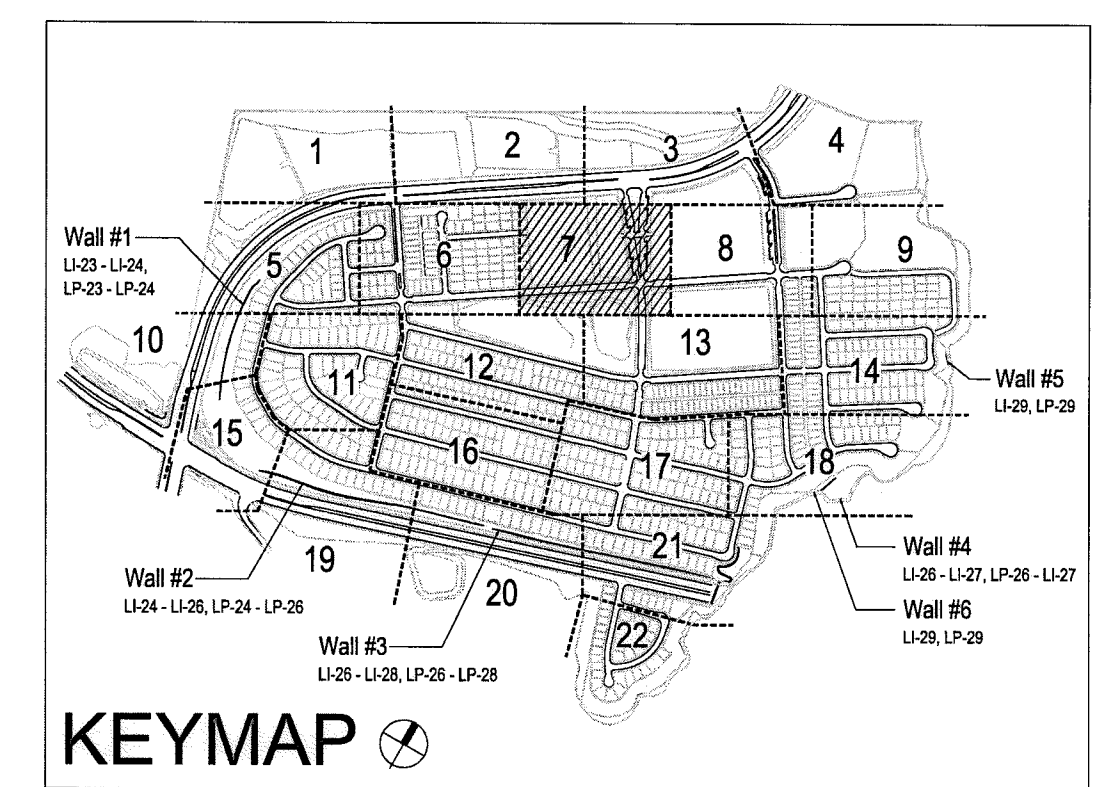 1
2
3
4
Wall #1
LI-23 - LI-24,
LP-23 - LP-24
5
6
7
8
9
10
11
12
13
14
Wall #5
LI-29, LP-29
15
16
17
18
Wall #4
LI-26 - LI-27, LP-26 - LI-27
Wall #6
LI-29, LP-29
19
20
21
22
Wall #2
LI-24 - LI-26, LP-24 - LP-26
Wall #3
LI-26 - LI-28, LP-26 - LP-28
KEYMAP